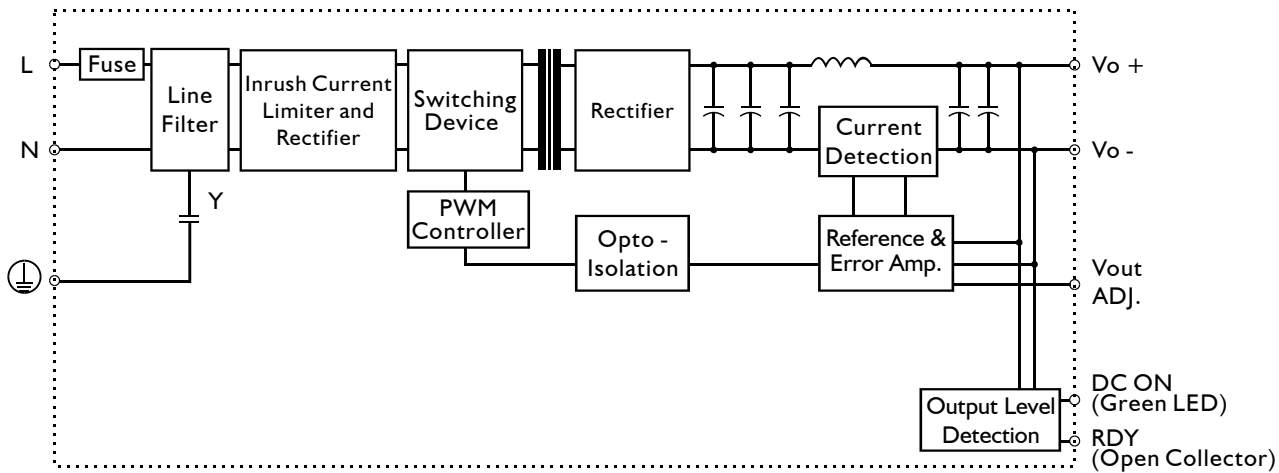 L
Fuse
Line
Filter
Inrush Current
Limiter and
Rectifier
Switching
Device
Rectifier
Current
Detection
Vo +
N
Vo -
Y
PWM
Controller
Opto -
Isolation
Reference &
Error Amp.
Vout
ADJ.
Output Level
Detection
DC ON
(Green LED)
RDY
(Open Collector)